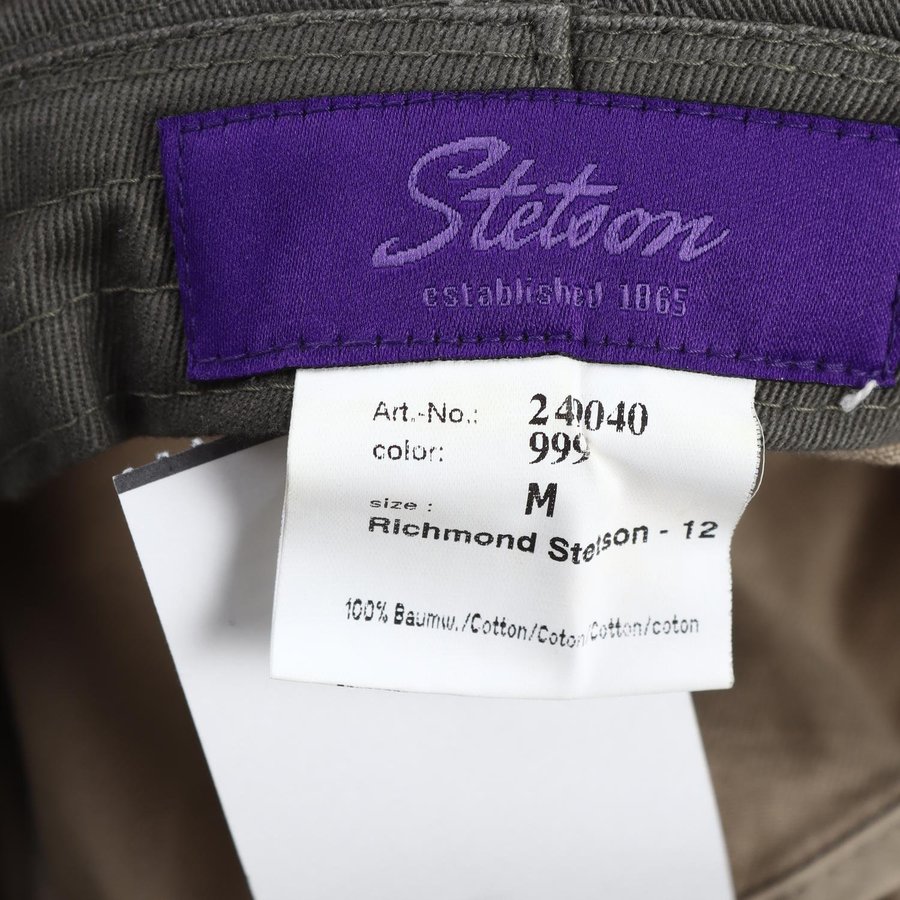 Stetson
established 1865
Art.-No.: 240040
color: 999
size : M
Richmond Stetson - 12
100% Baumw./Cotton/Coton/Cotton/coton